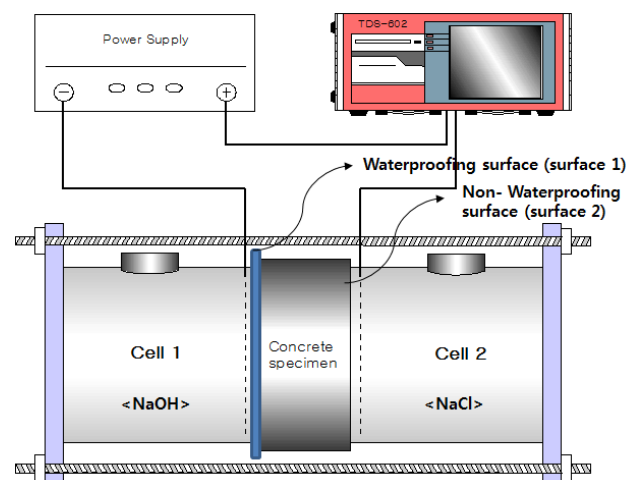 Power Supply
− +
TDS-602
Waterproofing surface (surface 1)
Non- Waterproofing
surface (surface 2)
Cell 1
<NaOH>
Concrete
specimen
Cell 2
<NaCl>